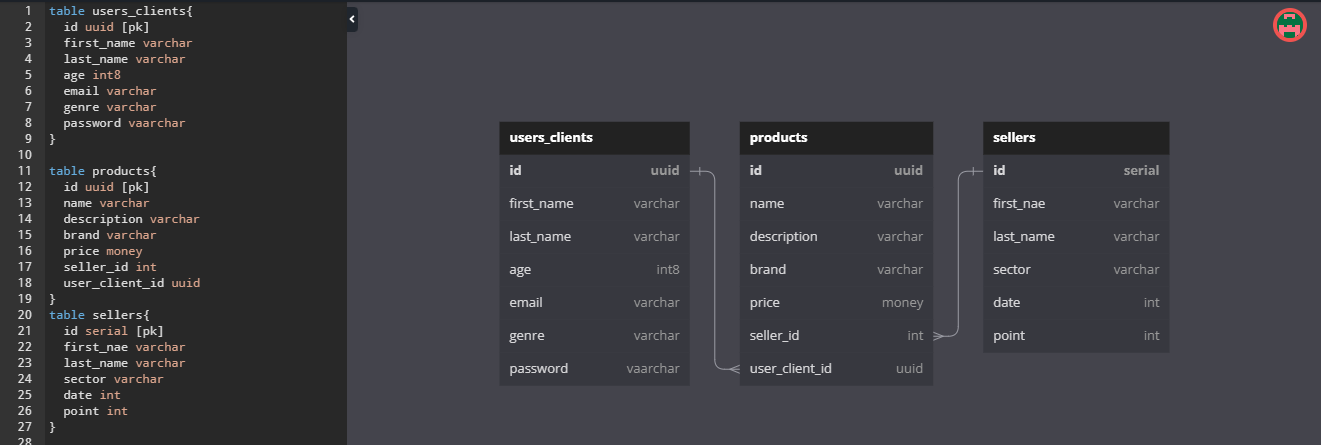 1 table users_clients{
2 id uuid [pk]
3 first_name varchar
4 last_name varchar
5 age int8
6 email varchar
7 genre varchar
8 password vaarchar
9 }
10
11 table products{
12 id uuid [pk]
13 name varchar
14 description varchar
15 brand varchar
16 price money
17 seller_id int
18 user_client_id uuid
19 }
20 table sellers{
21 id serial [pk]
22 first_nae varchar
23 last_name varchar
24 sector varchar
25 date int
26 point int
27 }
28
users_clients
id uuid
first_name varchar
last_name varchar
age int8
email varchar
genre varchar
password vaarchar
products
id uuid
name varchar
description varchar
brand varchar
price money
seller_id int
user_client_id uuid
sellers
id serial
first_nae varchar
last_name varchar
sector varchar
date int
point int